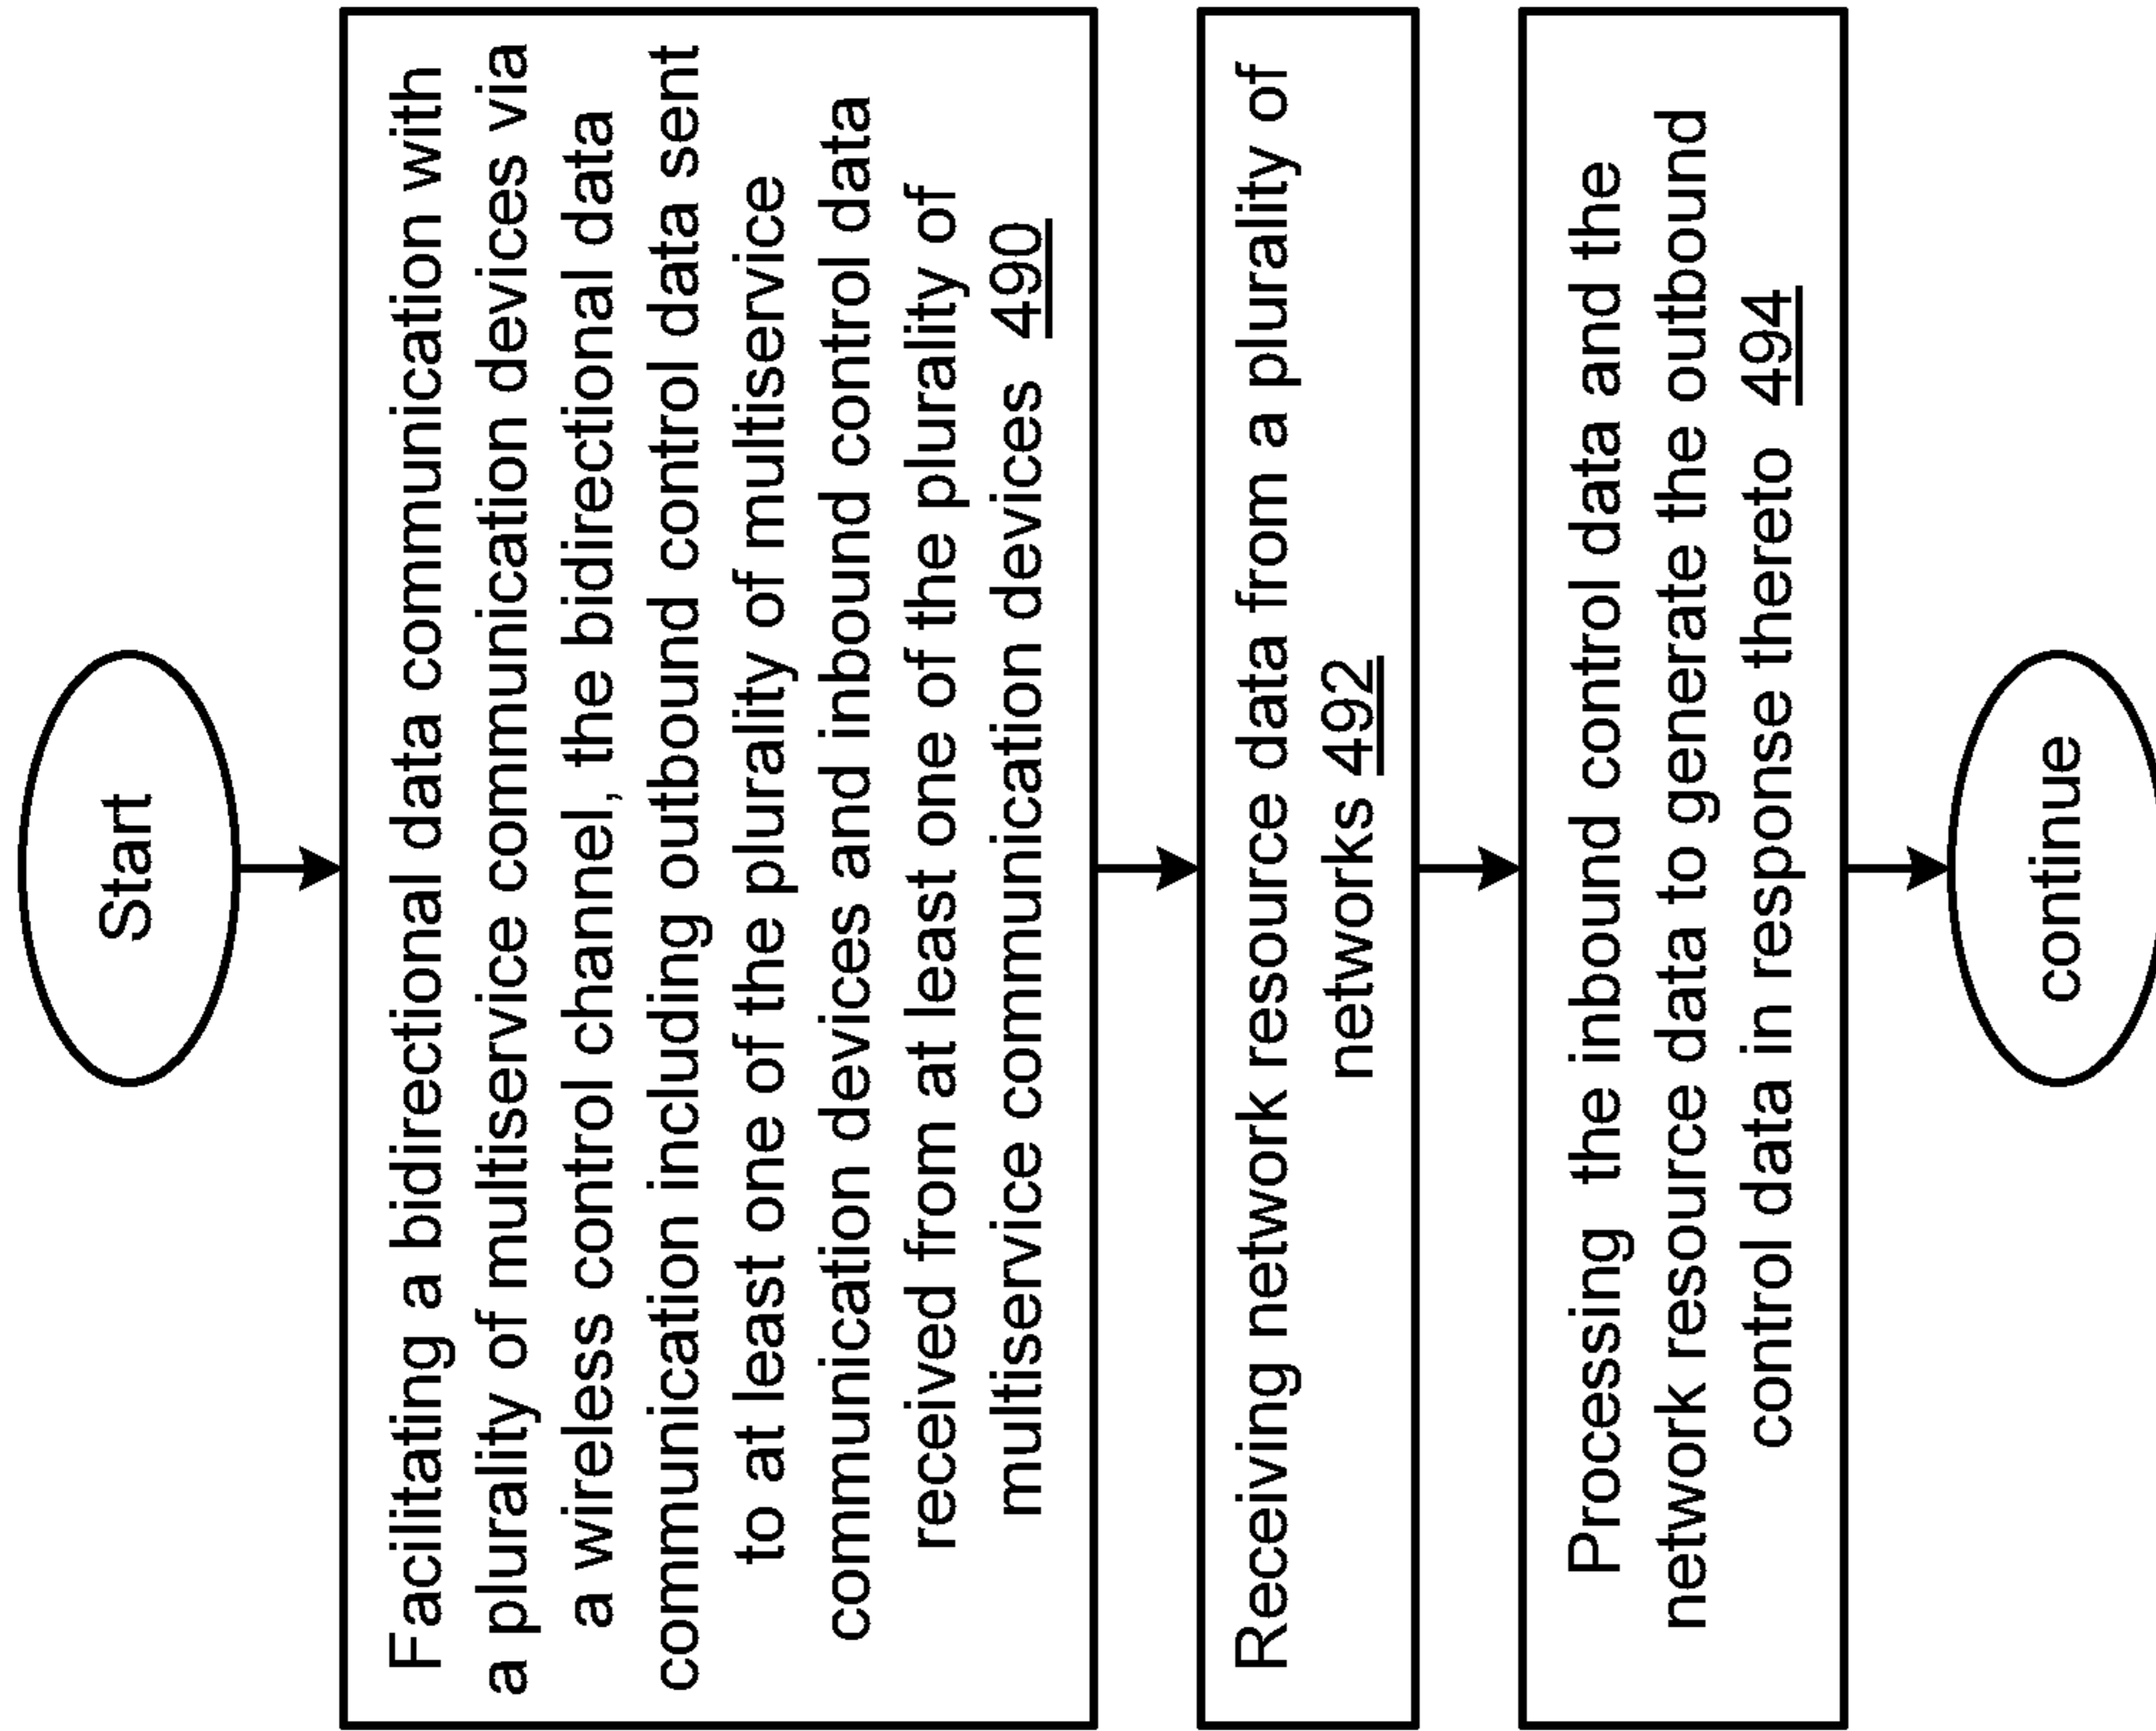 Start
Facilitating a bidirectional data communication with
a plurality of multiservice communication devices via
a wireless control channel, the bidirectional data
communication including outbound control data sent
to at least one of the plurality of multiservice
communication devices and inbound control data
received from at least one of the plurality of
multiservice communication devices 490
Receiving network resource data from a plurality of
networks 492
Processing the inbound control data and the
network resource data to generate the outbound
control data in response thereto 494
continue